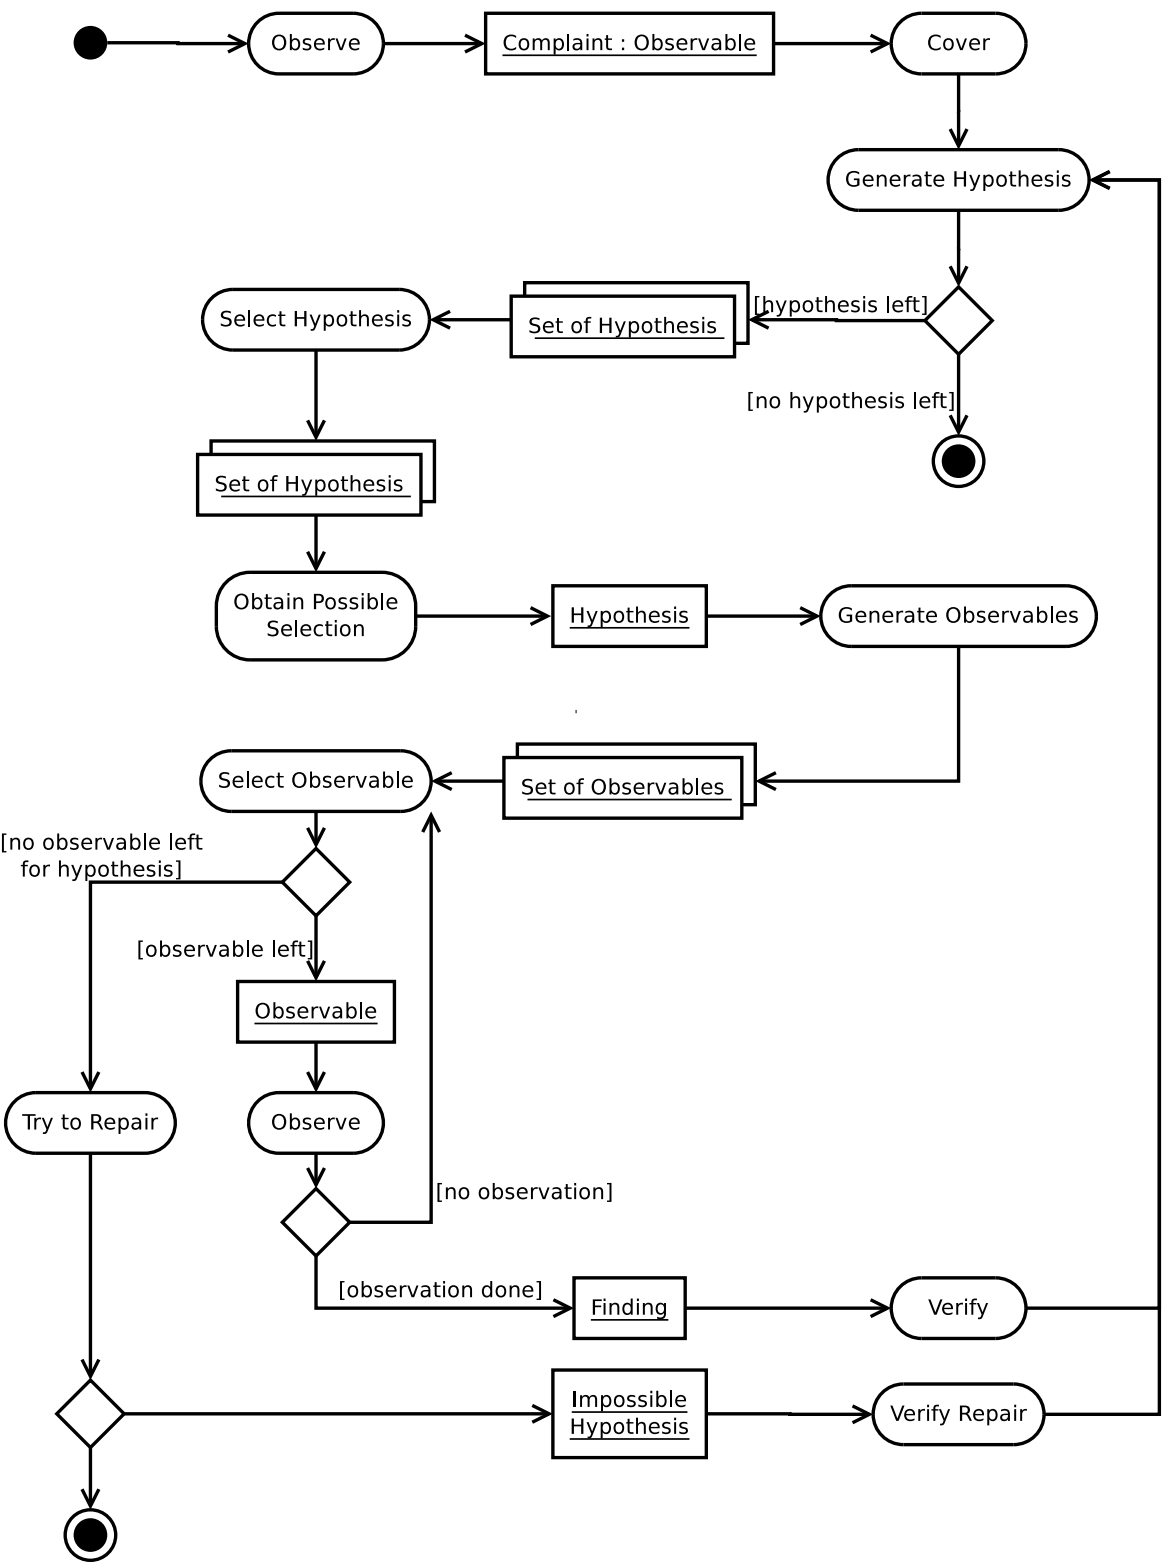 Observe
Complaint : Observable
Cover
Generate Hypothesis
[hypothesis left]
Select Hypothesis
Set of Hypothesis
[no hypothesis left]
Set of Hypothesis
Obtain Possible
Selection
Hypothesis
Generate Observables
Select Observable
Set of Observables
[no observable left
for hypothesis]
[observable left]
Observable
Try to Repair
Observe
[no observation]
[observation done]
Finding
Verify
Impossible
Hypothesis
Verify Repair